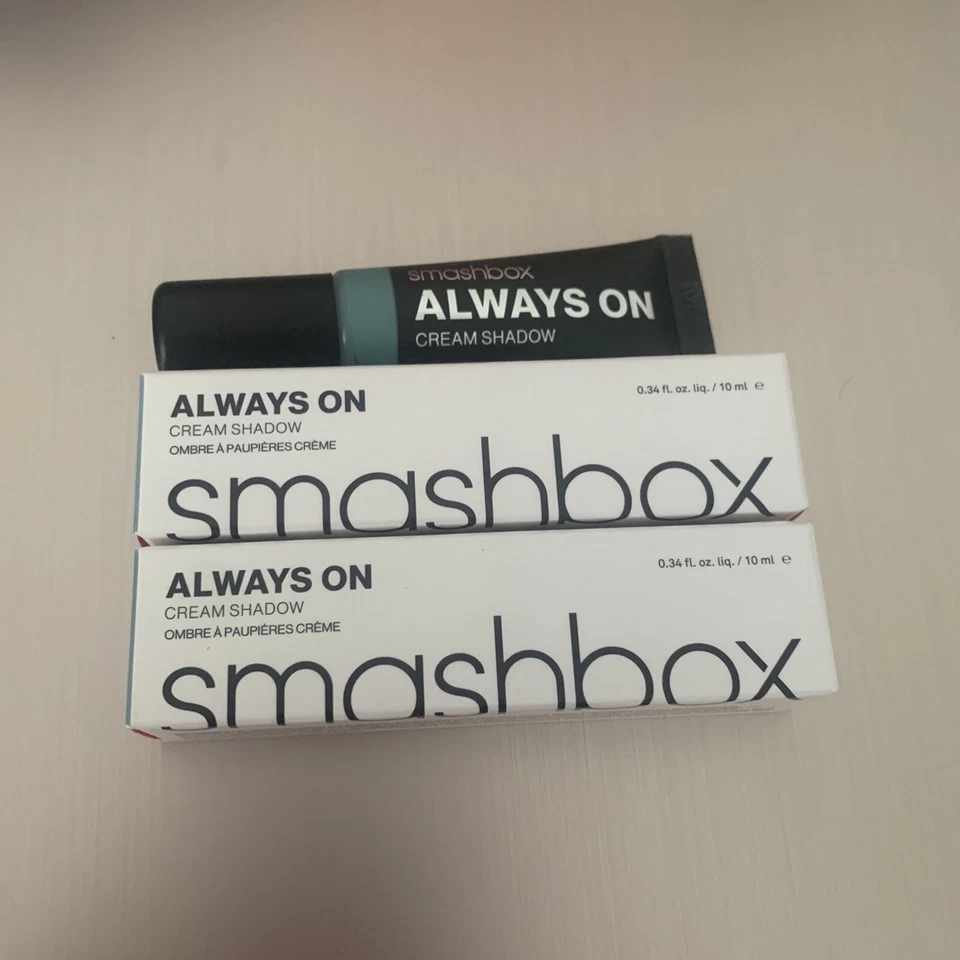 smashbox
ALWAYS ON
CREAM SHADOW
ALWAYS ON
0.34 fl. oz. liq. / 10 ml ℮
CREAM SHADOW
OMBRE À PAUPIÈRES CRÈME
smashbox
ALWAYS ON
0.34 fl. oz. liq. / 10 ml ℮
CREAM SHADOW
OMBRE À PAUPIÈRES CRÈME
smashbox